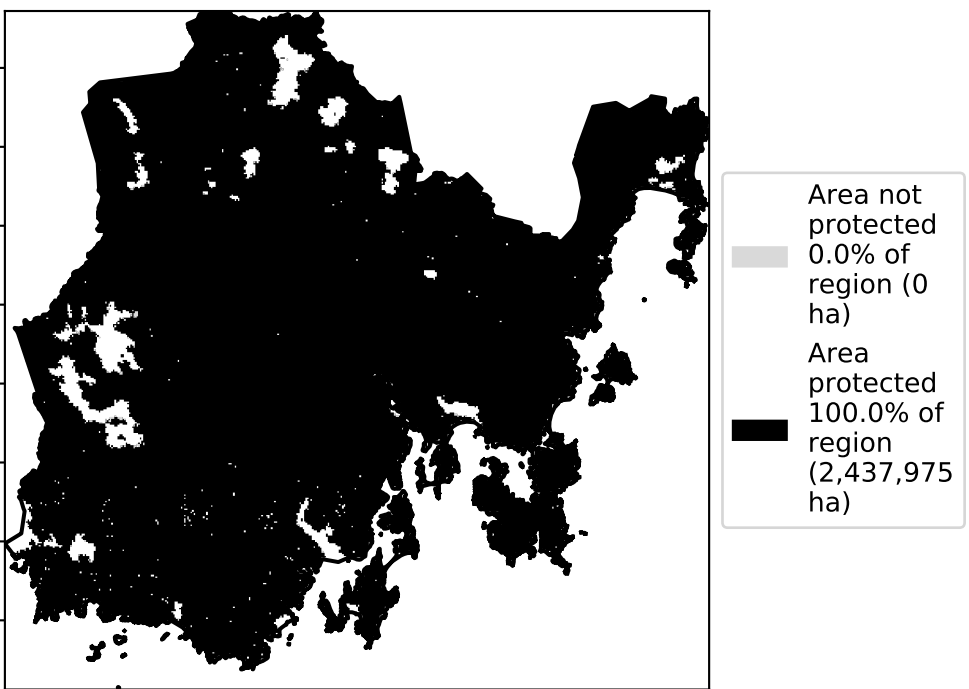 Area not
protected
0.0% of
region (0
ha)
Area
protected
100.0% of
region
(2,437,975
ha)